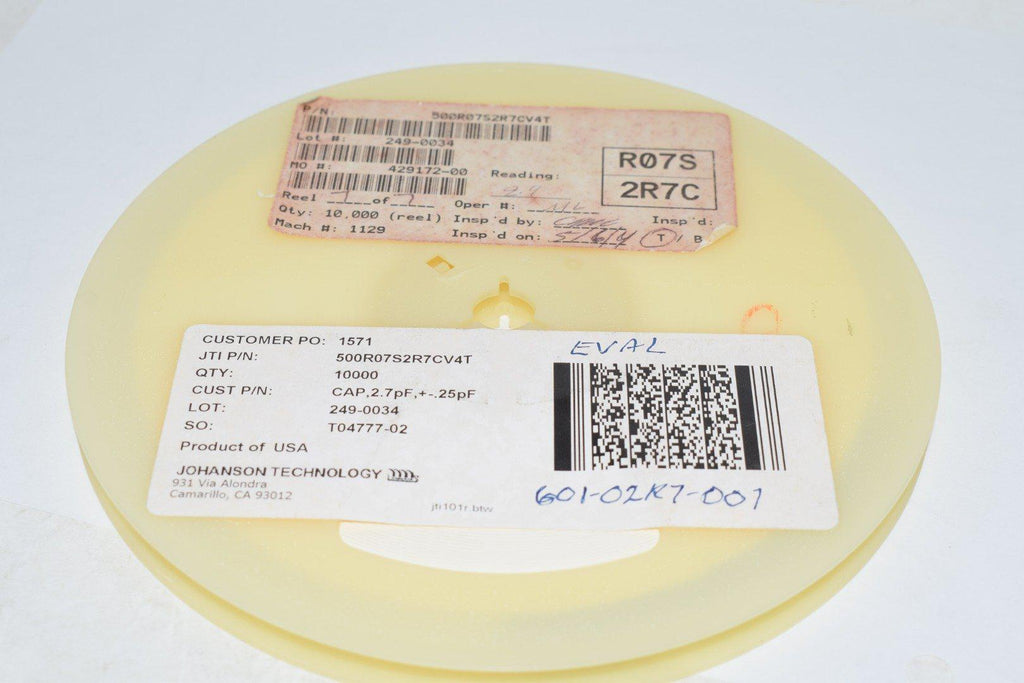 P/N: 500R07S2R7CV4T
Lot #: 249-0034
MO #: 429172-00 Reading:
R07S
2R7C
Reel of Oper #:
Qty: 10,000 (reel) Insp'd by: Insp'd:
Mach #: 1129 Insp'd on: T / B
CUSTOMER PO: 1571
JTI P/N: 500R07S2R7CV4T
QTY: 10000
CUST P/N: CAP,2.7pF,+-.25pF
LOT: 249-0034
SO: T04777-02
Product of USA
JOHANSON TECHNOLOGY
931 Via Alondra
Camarillo, CA 93012
jti101r.btw
EVAL
601-02R7-001